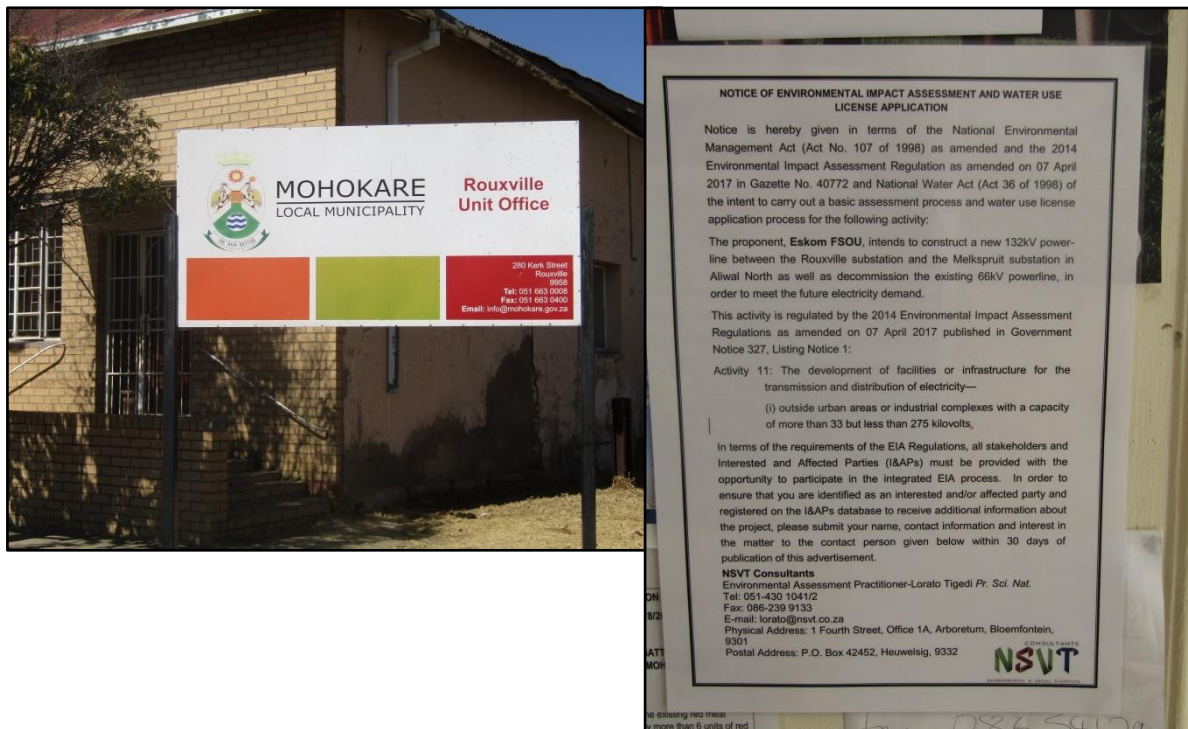 MOHOKARE
LOCAL MUNICIPALITY
Rouxville
Unit Office
280 Kerk Street
Rouxville
9958
Tel: 051 663 0008
Fax: 051 663 0400
Email: info@mohokare.gov.za
NOTICE OF ENVIRONMENTAL IMPACT ASSESSMENT AND WATER USE
LICENSE APPLICATION
Notice is hereby given in terms of the National Environmental
Management Act (Act No. 107 of 1998) as amended and the 2014
Environmental Impact Assessment Regulation as amended on 07 April
2017 in Gazette No. 40772 and National Water Act (Act 36 of 1998) of
the intent to carry out a basic assessment process and water use license
application process for the following activity:
The proponent, Eskom FSOU, intends to construct a new 132kV power-
line between the Rouxville substation and the Melkspruit substation in
Aliwal North as well as decommission the existing 66kV powerline, in
order to meet the future electricity demand.
This activity is regulated by the 2014 Environmental Impact Assessment
Regulations as amended on 07 April 2017 published in Government
Notice 327, Listing Notice 1:
Activity 11: The development of facilities or infrastructure for the
transmission and distribution of electricity—
(i) outside urban areas or industrial complexes with a capacity
of more than 33 but less than 275 kilovolts.
In terms of the requirements of the EIA Regulations, all stakeholders and
Interested and Affected Parties (I&APs) must be provided with the
opportunity to participate in the integrated EIA process. In order to
ensure that you are identified as an interested and/or affected party and
registered on the I&APs database to receive additional information about
the project, please submit your name, contact information and interest in
the matter to the contact person given below within 30 days of
publication of this advertisement.
NSVT Consultants
Environmental Assessment Practitioner-Lorato Tigedi Pr. Sci. Nat.
Tel: 051-430 1041/2
Fax: 086-239 9133
E-mail: lorato@nsvt.co.za
Physical Address: 1 Fourth Street, Office 1A, Arboretum, Bloemfontein,
9301
Postal Address: P.O. Box 42452, Heuwelsig, 9332
CONSULTANTS
NSVT
ENVIRONMENTAL & SOCIAL SCIENTISTS
existing red meat
more than 6 units of red